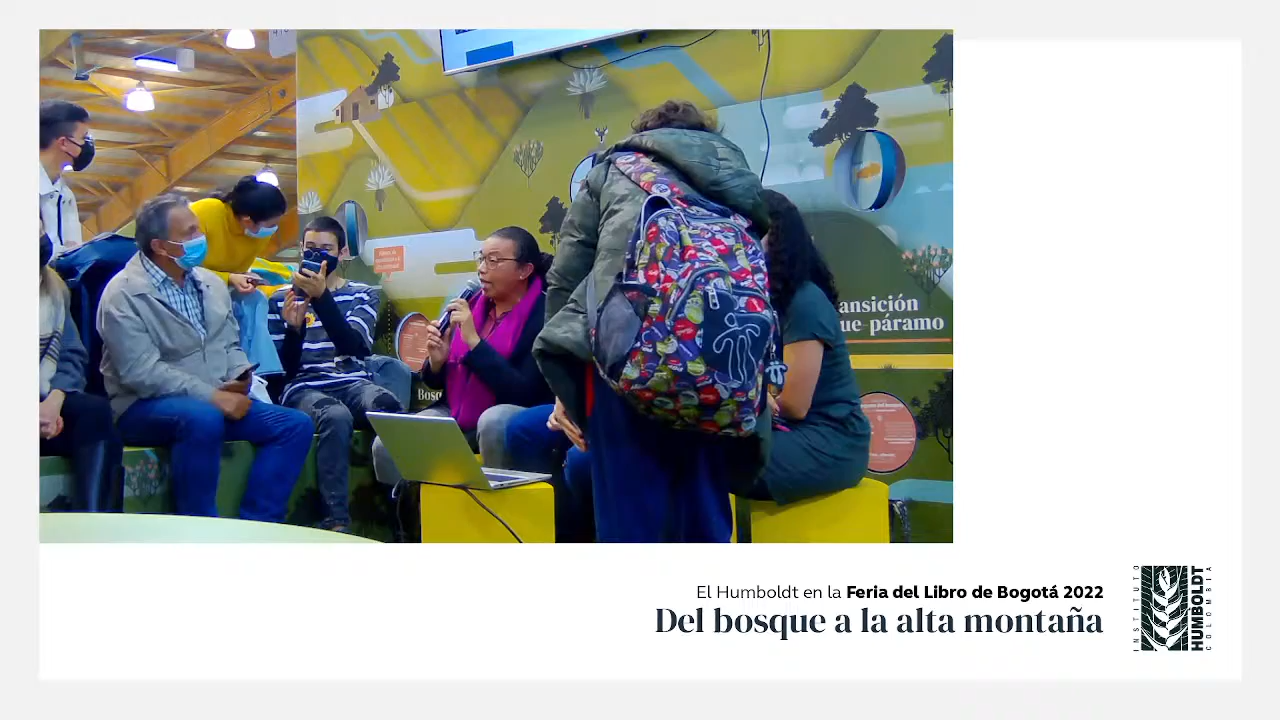 ansición
ue páramo
Bosq
El Humboldt en la Feria del Libro de Bogotá 2022
Del bosque a la alta montaña
INSTITUTO
HUMBOLDT
COLOMBIA